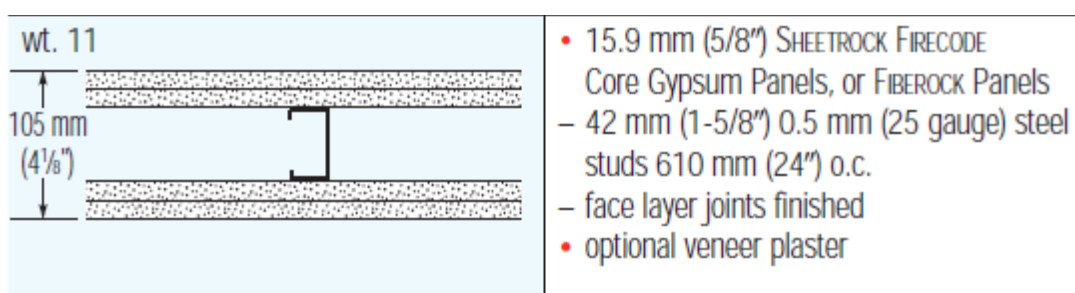 wt. 11
105 mm
(4⅛")
• 15.9 mm (5/8″) SHEETROCK FIRECODE
Core Gypsum Panels, or FIBEROCK Panels
– 42 mm (1-5/8″) 0.5 mm (25 gauge) steel
studs 610 mm (24″) o.c.
– face layer joints finished
• optional veneer plaster